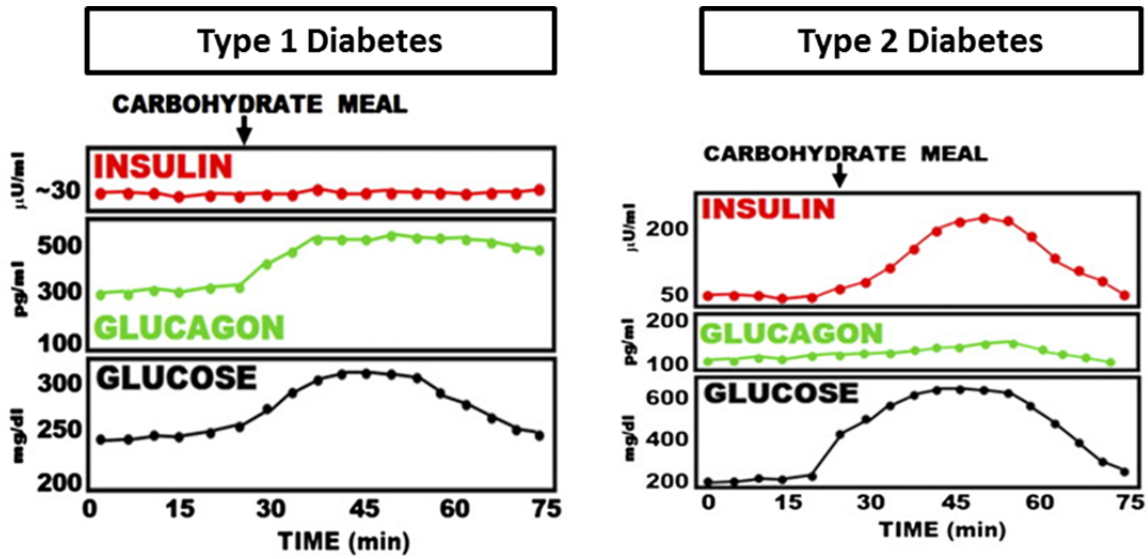 Type 1 Diabetes
CARBOHYDRATE MEAL
µU/ml
~30
INSULIN
pg/ml
500
300
100
GLUCAGON
mg/dl
300
250
200
GLUCOSE
0 15 30 45 60 75
TIME (min)
Type 2 Diabetes
CARBOHYDRATE MEAL
µU/ml
200
50
INSULIN
pg/ml
200
100
GLUCAGON
mg/dl
600
400
200
GLUCOSE
0 15 30 45 60 75
TIME (min)